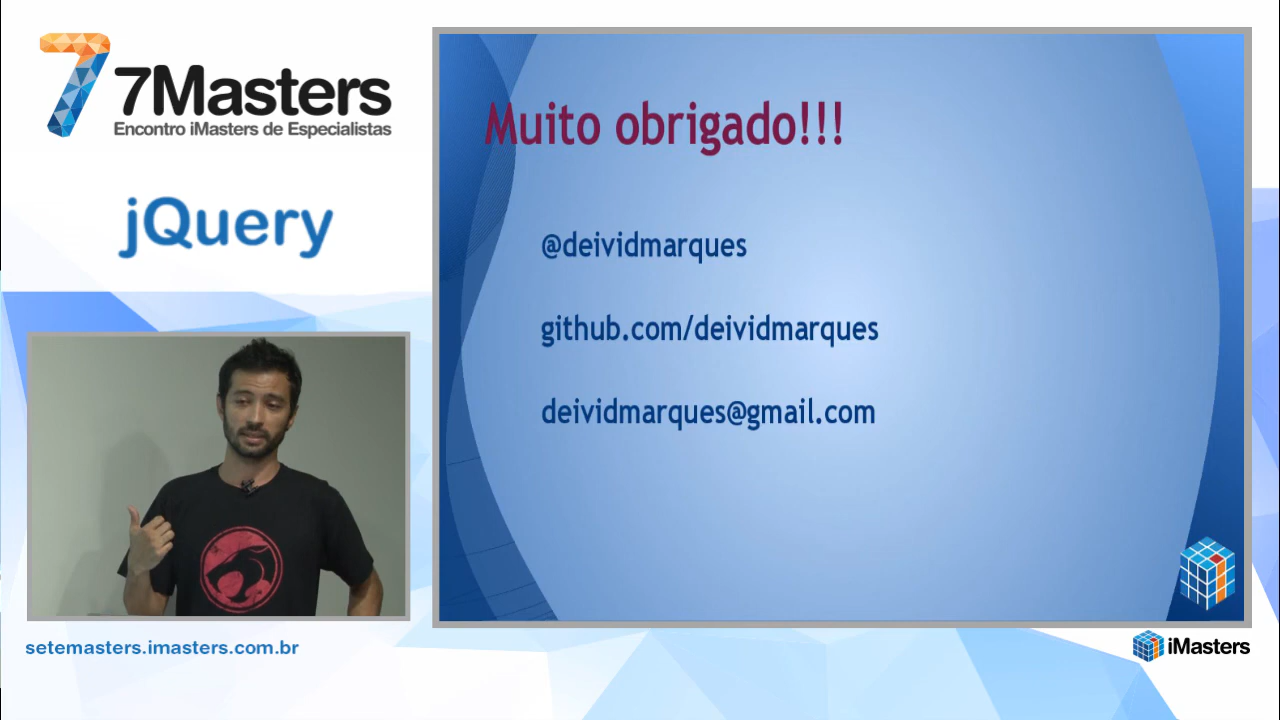 7Masters
Encontro iMasters de Especialistas
jQuery
Muito obrigado!!!
@deividmarques
github.com/deividmarques
deividmarques@gmail.com
setemasters.imasters.com.br
iMasters